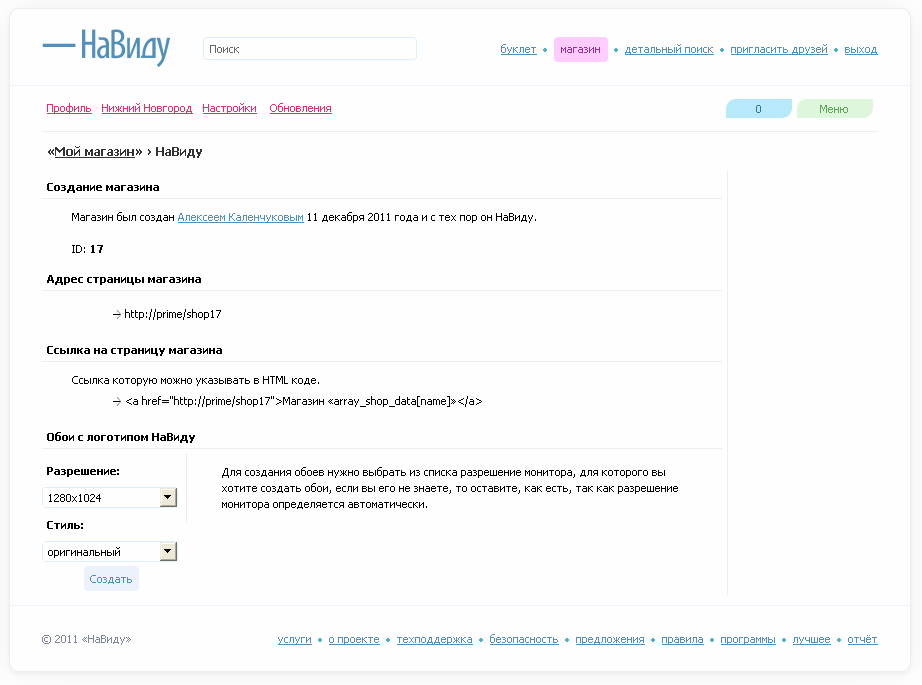 — НаВиду
Поиск
буклет • магазин • детальный поиск • пригласить друзей • выход
Профиль Нижний Новгород Настройки Обновления
0 Меню
«Мой магазин» › НаВиду
Создание магазина
Магазин был создан Алексеем Каленчуковым 11 декабря 2011 года и с тех пор он НаВиду.
ID: 17
Адрес страницы магазина
→ http://prime/shop17
Ссылка на страницу магазина
Ссылка которую можно указывать в HTML коде.
→ <a href="http://prime/shop17">Магазин «array_shop_data[name]»</a>
Обои с логотипом НаВиду
Разрешение:
1280x1024
Стиль:
оригинальный
Создать
Для создания обоев нужно выбрать из списка разрешение монитора, для которого вы
хотите создать обои, если вы его не знаете, то оставите, как есть, так как разрешение
монитора определяется автоматически.
© 2011 «НаВиду»
услуги • о проекте • техподдержка • безопасность • предложения • правила • программы • лучшее • отчёт